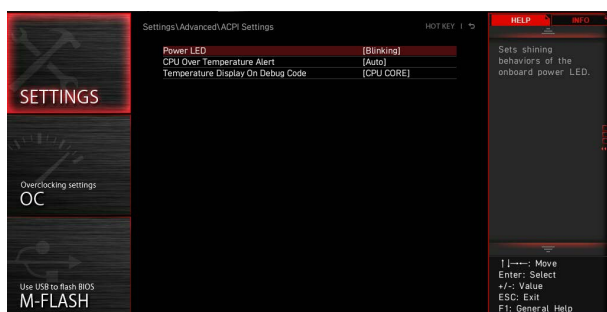 Settings\Advanced\ACPI Settings
HOT KEY
HELP
INFO
Power LED [Blinking]
CPU Over Temperature Alert [Auto]
Temperature Display On Debug Code [CPU CORE]
Sets shining
behaviors of the
onboard power LED.
SETTINGS
Overclocking settings
OC
Use USB to flash BIOS
M-FLASH
↑↓→←: Move
Enter: Select
+/-: Value
ESC: Exit
F1: General Help